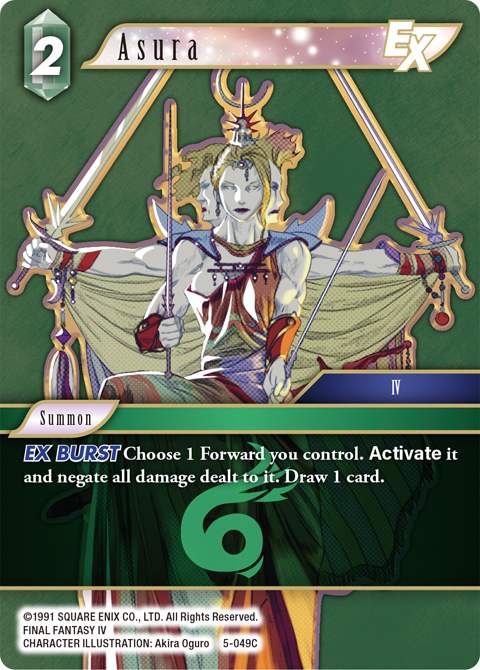 2
Asura
EX
IV
Summon
EX BURST Choose 1 Forward you control. Activate it
and negate all damage dealt to it. Draw 1 card.
©1991 SQUARE ENIX CO., LTD. All Rights Reserved.
FINAL FANTASY IV
CHARACTER ILLUSTRATION: Akira Oguro 5-049C